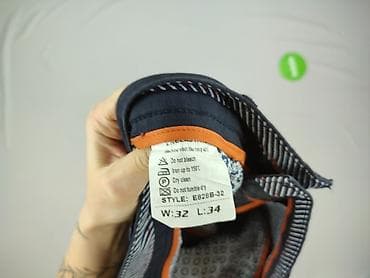 Do not bleach
Iron up to 150°
Dry clean
Do not tumble dry
STYLE: E828B-32
W:32 L:34